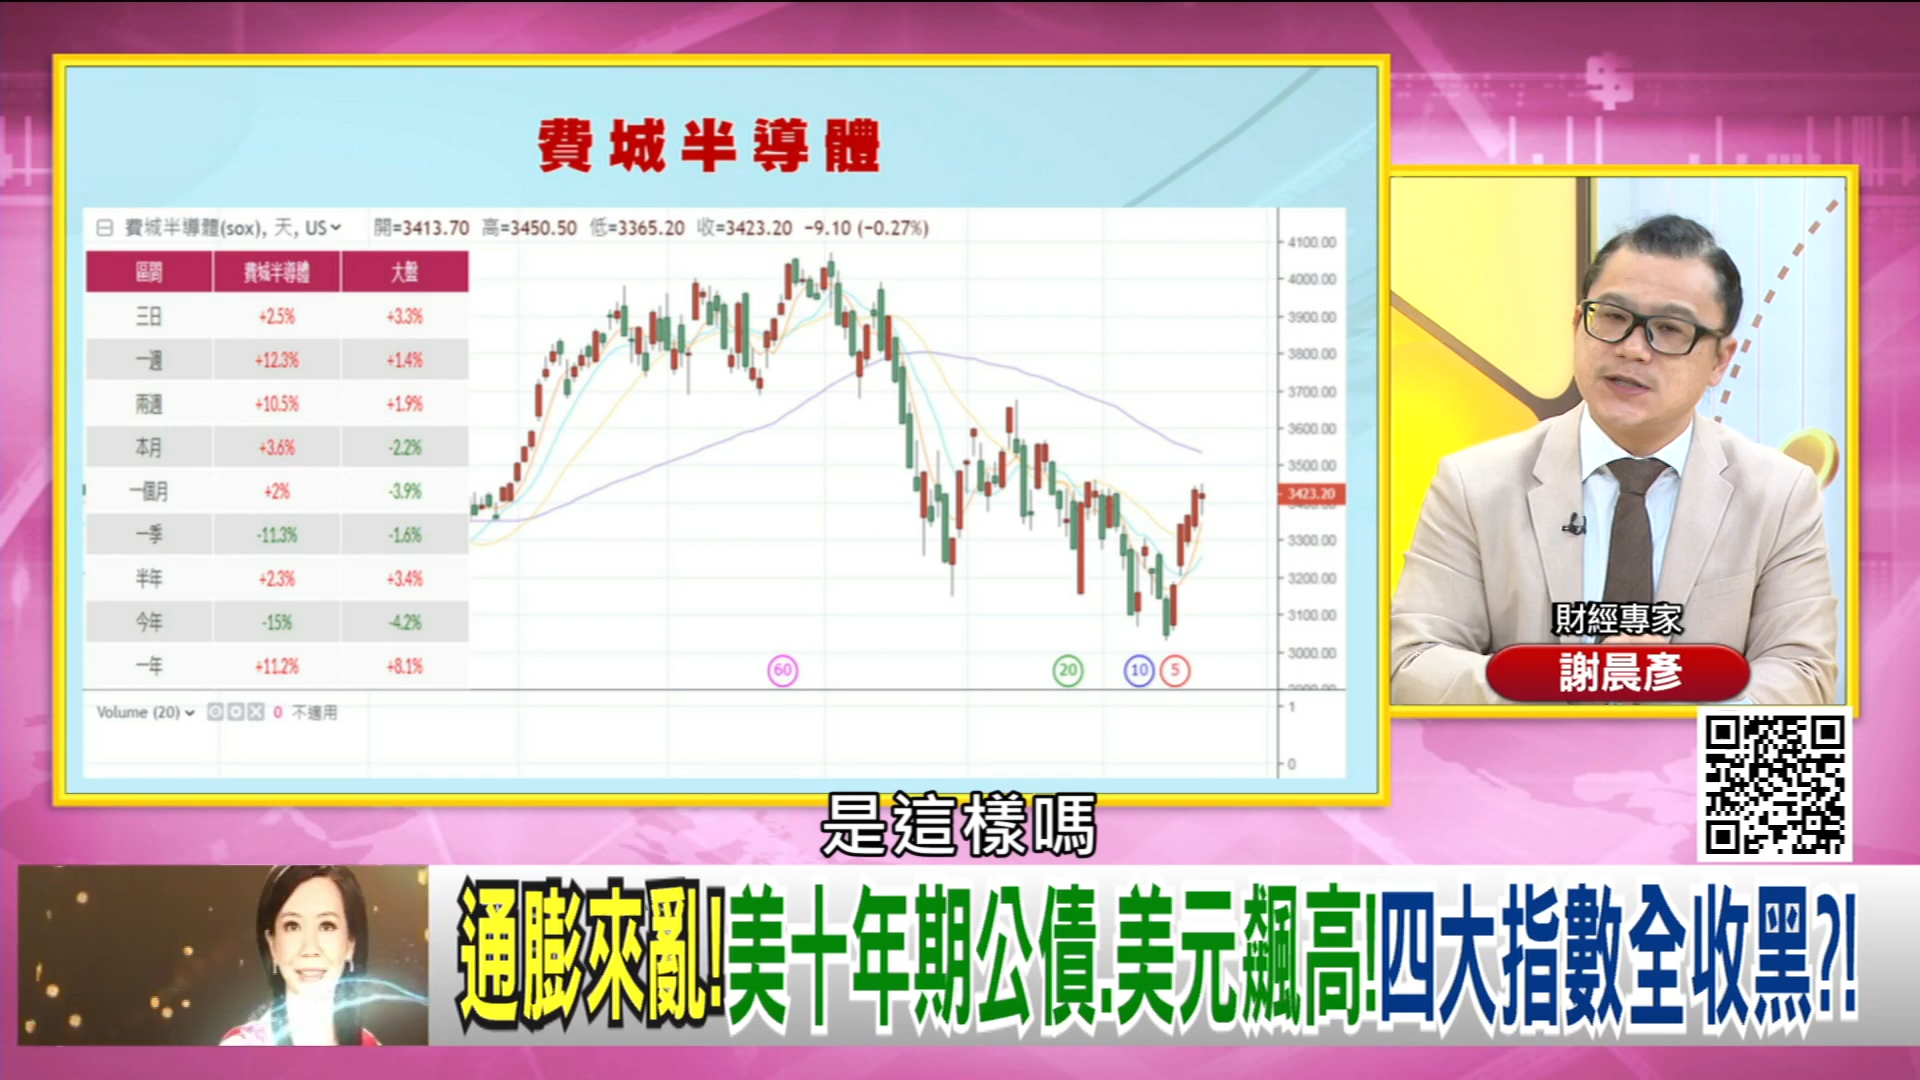 費城半導體
費城半導體(sox), 天, US 開=3413.70 高=3450.50 低=3365.20 收=3423.20 −9.10 (−0.27%)
區間 費城半導體 大盤
三日 +2.5% +3.3%
一週 +12.3% +1.4%
兩週 +10.5% +1.9%
本月 +3.6% -2.2%
一個月 +2% -3.9%
一季 -11.3% -1.6%
半年 +2.3% +3.4%
今年 -15% -4.2%
一年 +11.2% +8.1%
4100.00
4000.00
3900.00
3800.00
3700.00
3600.00
3500.00
3423.20
3300.00
3200.00
3100.00
3000.00
60 20 10 5
Volume (20) 0 不適用
1
0
財經專家
謝晨彥
是這樣嗎
通膨來亂!美十年期公債.美元飆高!四大指數全收黑?!